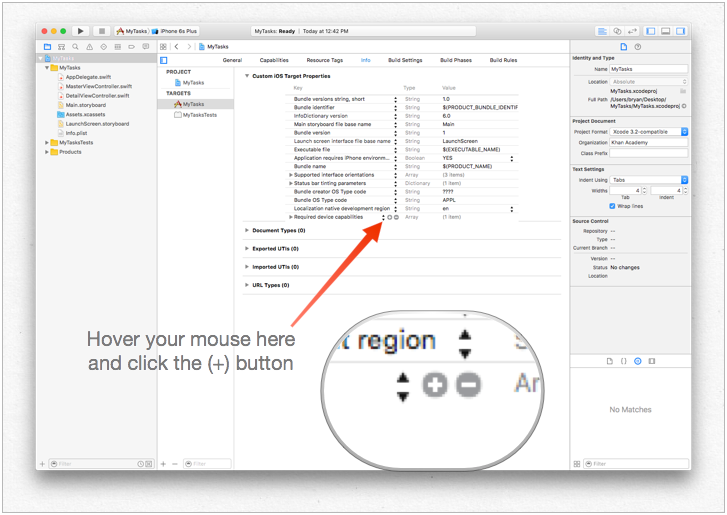 MyTasks
iPhone 6s Plus
MyTasks: Ready | Today at 12:42 PM
MyTasks
MyTasks
AppDelegate.swift
MasterViewController.swift
DetailViewController.swift
Main.storyboard
Assets.xcassets
LaunchScreen.storyboard
Info.plist
MyTasksTests
Products
Filter
MyTasks
General Capabilities Resource Tags Info Build Settings Build Phases Build Rules
PROJECT
MyTasks
TARGETS
MyTasks
MyTasksTests
Filter
Custom iOS Target Properties
Key Type Value
Bundle versions string, short String 1.0
Bundle identifier String $(PRODUCT_BUNDLE_IDENTIF
InfoDictionary version String 6.0
Main storyboard file base name String Main
Bundle version String 1
Launch screen interface file base name String LaunchScreen
Executable file String $(EXECUTABLE_NAME)
Application requires iPhone environm... Boolean YES
Bundle name String $(PRODUCT_NAME)
Supported interface orientations Array (3 items)
Status bar tinting parameters Dictionary (1 item)
Bundle creator OS Type code String ????
Bundle OS Type code String APPL
Localization native development region String en
Required device capabilities Array (1 item)
Document Types (0)
Exported UTIs (0)
Imported UTIs (0)
URL Types (0)
Hover your mouse here
and click the (+) button
t region
Ar
Identity and Type
Name MyTasks
Location Absolute
MyTasks.xcodeproj
Full Path /Users/bryan/Desktop/
MyTasks/MyTasks.xcodeproj
Project Document
Project Format Xcode 3.2-compatible
Organization Khan Academy
Class Prefix
Text Settings
Indent Using Tabs
Widths 4 4
Tab Indent
Wrap lines
Source Control
Repository --
Type --
Current Branch --
Version --
Status No changes
Location
No Matches
Filter